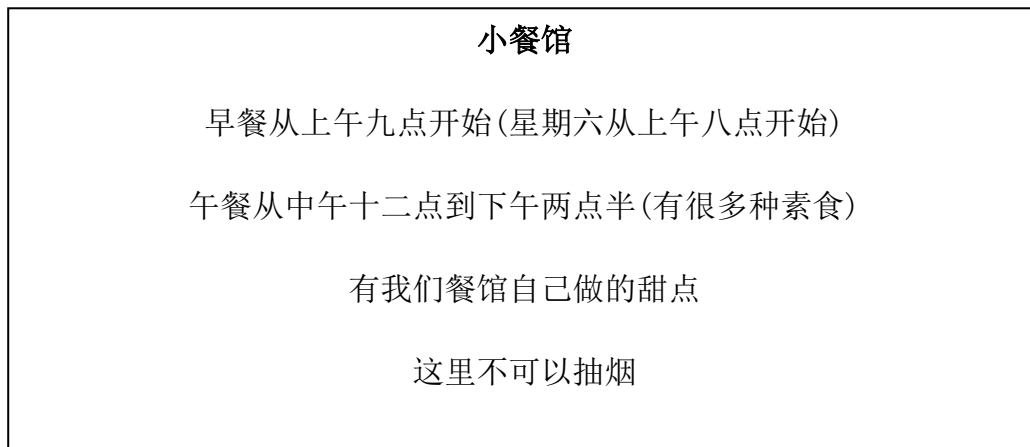 小餐馆
早餐从上午九点开始(星期六从上午八点开始)
午餐从中午十二点到下午两点半(有很多种素食)
有我们餐馆自己做的甜点
这里不可以抽烟